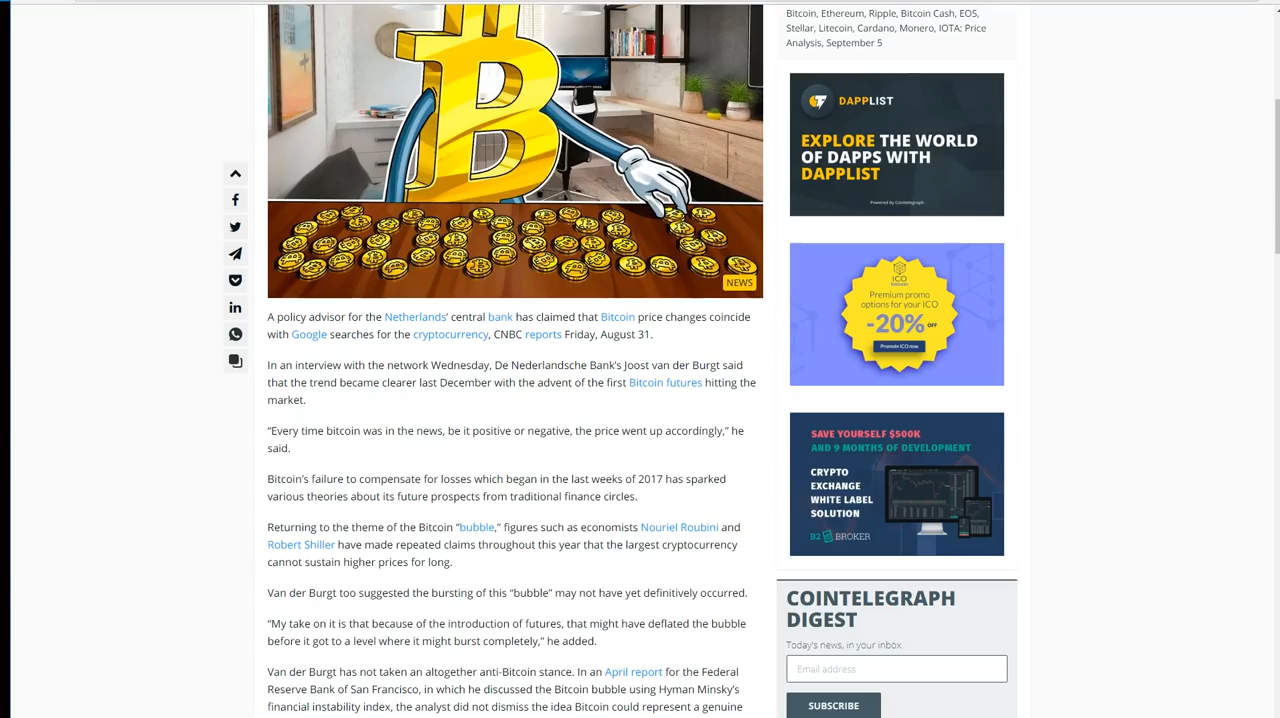 Bitcoin, Ethereum, Ripple, Bitcoin Cash, EOS,
Stellar, Litecoin, Cardano, Monero, IOTA: Price
Analysis, September 5
DAPPLIST
EXPLORE THE WORLD
OF DAPPS WITH
DAPPLIST
Powered by Cointelegraph
NEWS
A policy advisor for the Netherlands’ central bank has claimed that Bitcoin price changes coincide
with Google searches for the cryptocurrency, CNBC reports Friday, August 31.
In an interview with the network Wednesday, De Nederlandsche Bank’s Joost van der Burgt said
that the trend became clearer last December with the advent of the first Bitcoin futures hitting the
market.
“Every time bitcoin was in the news, be it positive or negative, the price went up accordingly,” he
said.
Bitcoin’s failure to compensate for losses which began in the last weeks of 2017 has sparked
various theories about its future prospects from traditional finance circles.
Returning to the theme of the Bitcoin “bubble,” figures such as economists Nouriel Roubini and
Robert Shiller have made repeated claims throughout this year that the largest cryptocurrency
cannot sustain higher prices for long.
Van der Burgt too suggested the bursting of this “bubble” may not have yet definitively occurred.
“My take on it is that because of the introduction of futures, that might have deflated the bubble
before it got to a level where it might burst completely,” he added.
Van der Burgt has not taken an altogether anti-Bitcoin stance. In an April report for the Federal
Reserve Bank of San Francisco, in which he discussed the Bitcoin bubble using Hyman Minsky’s
financial instability index, the analyst did not dismiss the idea Bitcoin could represent a genuine
ICO
Premium promo
options for your ICO
-20% OFF
Promote ICO now
SAVE YOURSELF $500K
AND 9 MONTHS OF DEVELOPMENT
CRYPTO
EXCHANGE
WHITE LABEL
SOLUTION
B2 BROKER
COINTELEGRAPH
DIGEST
Today's news, in your inbox
Email address
SUBSCRIBE